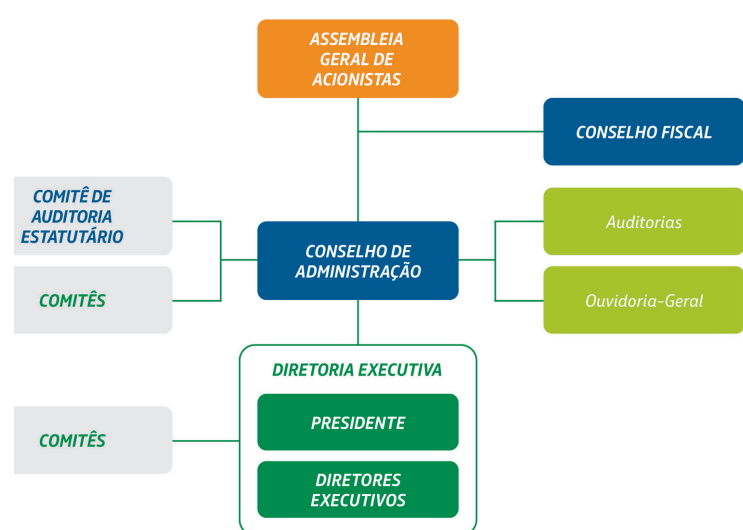 ASSEMBLEIA
GERAL DE
ACIONISTAS
CONSELHO FISCAL
COMITÊ DE
AUDITORIA
ESTATUTÁRIO
CONSELHO DE
ADMINISTRAÇÃO
Auditorias
COMITÊS
Ouvidoria-Geral
DIRETORIA EXECUTIVA
PRESIDENTE
COMITÊS
DIRETORES
EXECUTIVOS